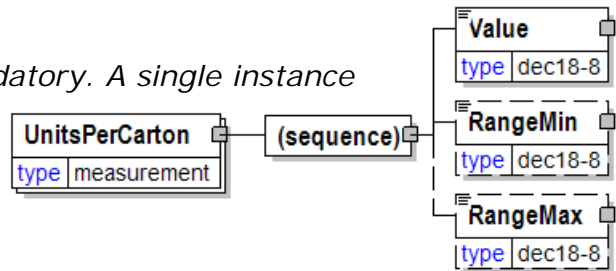 Value
type dec18-8
datory. A single instance
RangeMin
UnitsPerCarton
(sequence)
type dec18-8
type measurement
RangeMax
type dec18-8